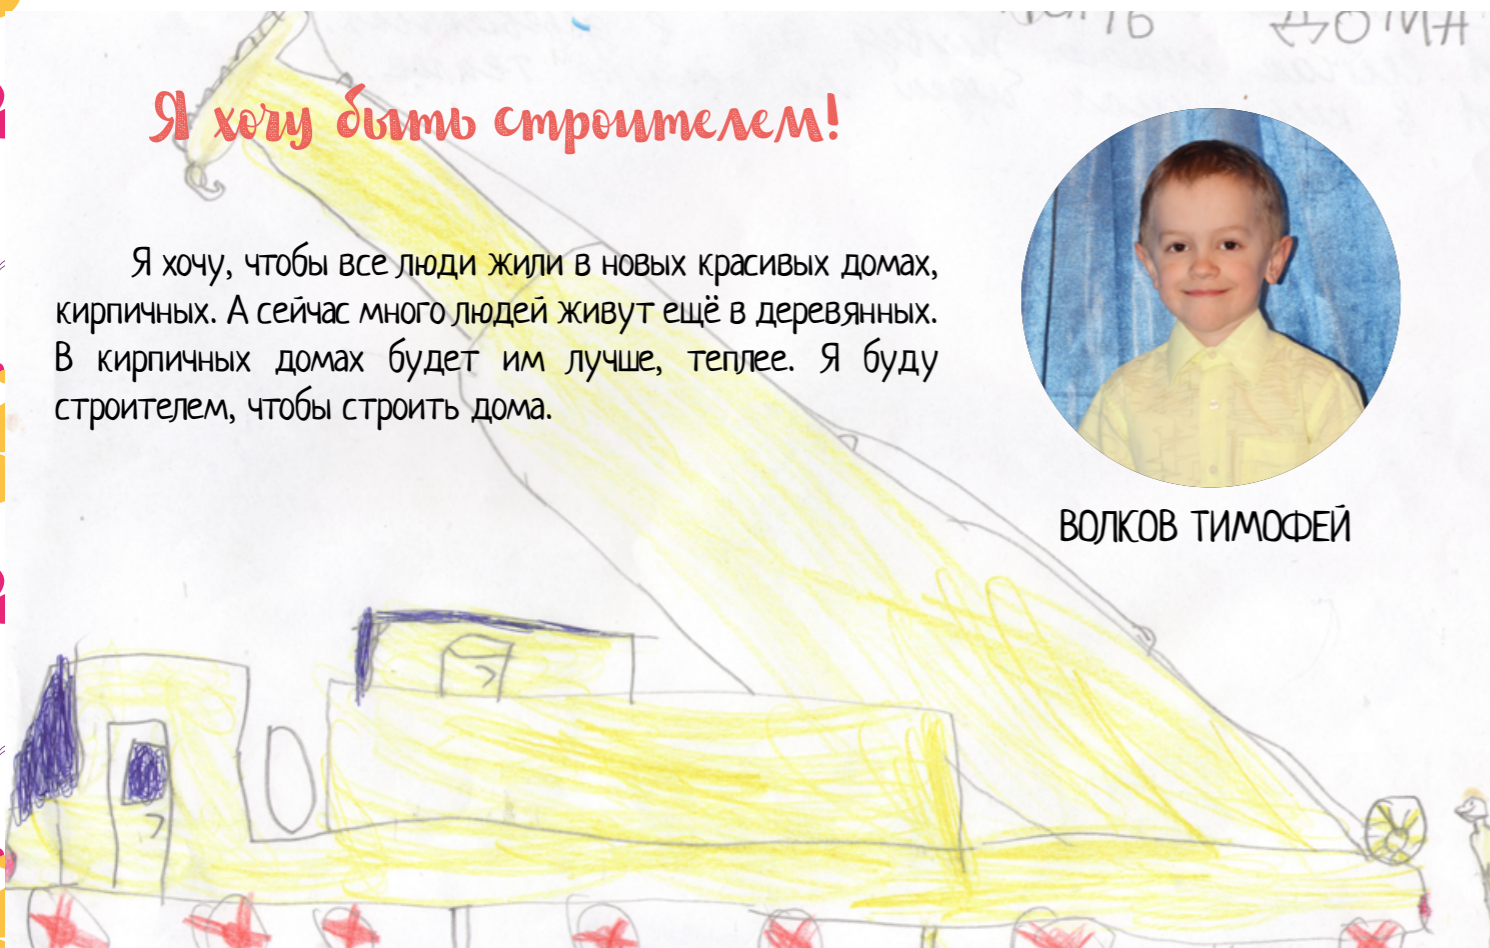 ДОМА
Я хочу быть строителем!
Я хочу, чтобы все люди жили в новых красивых домах,
кирпичных. А сейчас много людей живут ещё в деревянных.
В кирпичных домах будет им лучше, теплее. Я буду
строителем, чтобы строить дома.
ВОЛКОВ ТИМОФЕЙ